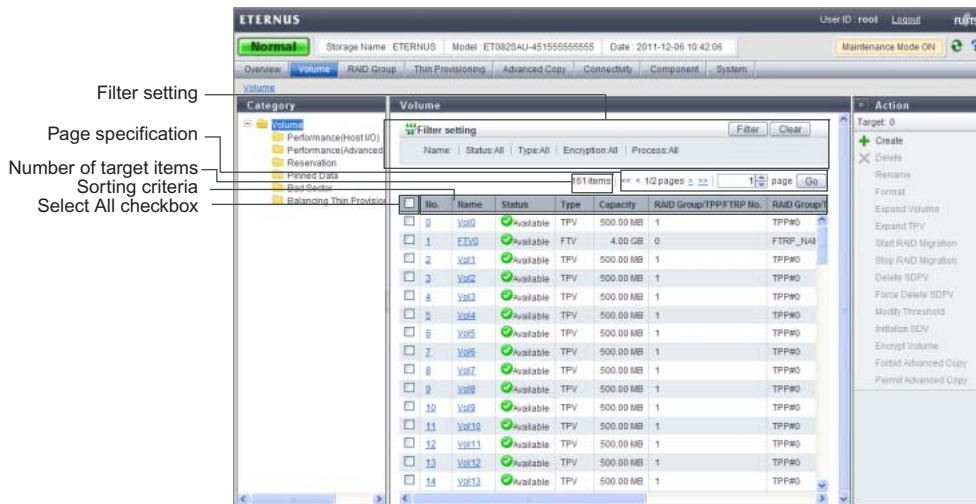 ETERNUS User ID : root Logout
Normal Storage Name : ETERNUS Model : ET082SAU-451555555555 Date : 2011-12-06 10:42:06 Maintenance Mode ON
Overview Volume RAID Group Thin Provisioning Advanced Copy Connectivity Component System
Volume
Filter setting
Page specification
Number of target items
Sorting criteria
Select All checkbox
Category
Volume
Performance(Host I/O)
Performance(Advanced
Reservation
Pinned Data
Bad Sector
Balancing Thin Provision
Volume
Filter setting Filter Clear
Name: Status:All Type:All Encryption:All Process:All
151 items << < 1/2 pages > >> 1 page Go
No. Name Status Type Capacity RAID Group/TPP/FTRP No. RAID Group/T
0 Vol0 Available TPV 500.00 MB 1 TPP#0
1 FTV0 Available FTV 4.00 GB 0 FTRP_NAM
2 Vol1 Available TPV 500.00 MB 1 TPP#0
3 Vol2 Available TPV 500.00 MB 1 TPP#0
4 Vol3 Available TPV 500.00 MB 1 TPP#0
5 Vol4 Available TPV 500.00 MB 1 TPP#0
6 Vol5 Available TPV 500.00 MB 1 TPP#0
7 Vol6 Available TPV 500.00 MB 1 TPP#0
8 Vol7 Available TPV 500.00 MB 1 TPP#0
9 Vol8 Available TPV 500.00 MB 1 TPP#0
10 Vol9 Available TPV 500.00 MB 1 TPP#0
11 Vol10 Available TPV 500.00 MB 1 TPP#0
12 Vol11 Available TPV 500.00 MB 1 TPP#0
13 Vol12 Available TPV 500.00 MB 1 TPP#0
14 Vol13 Available TPV 500.00 MB 1 TPP#0
Action
Target: 0
Create
Delete
Rename
Format
Expand Volume
Expand TPV
Start RAID Migration
Stop RAID Migration
Delete SDPV
Force Delete SDPV
Modify Threshold
Initialize SDV
Encrypt Volume
Forbid Advanced Copy
Permit Advanced Copy